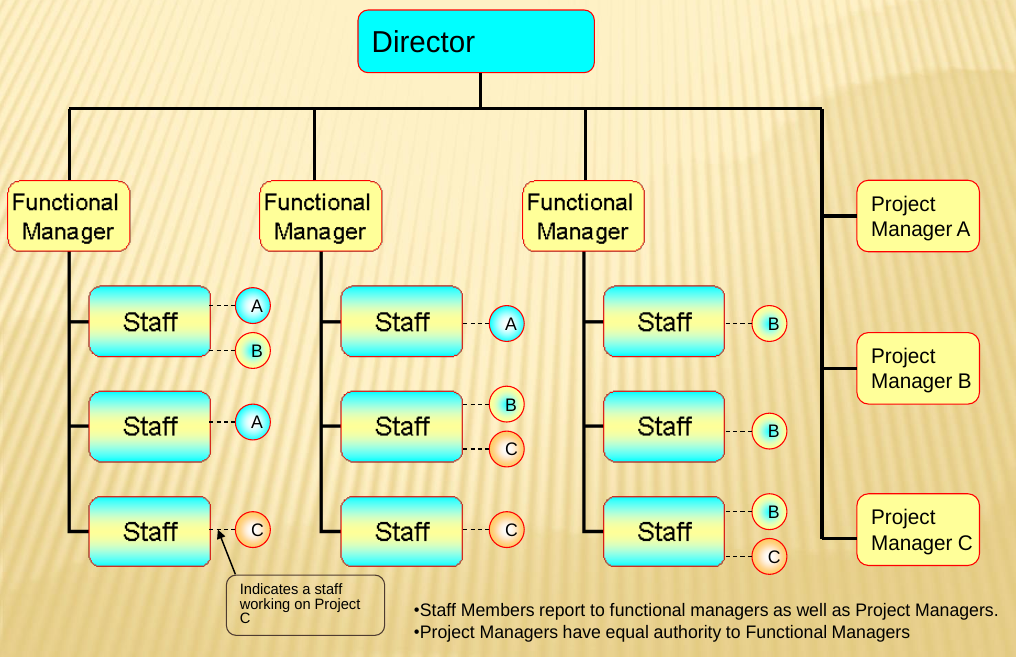 Director
Functional
Manager
Functional
Manager
Functional
Manager
Project
Manager A
Staff
A
B
Staff
A
Staff
B
Project
Manager B
Staff
A
Staff
B
C
Staff
B
Staff
C
Staff
C
Staff
B
C
Project
Manager C
Indicates a staff
working on Project
C
•Staff Members report to functional managers as well as Project Managers.
•Project Managers have equal authority to Functional Managers